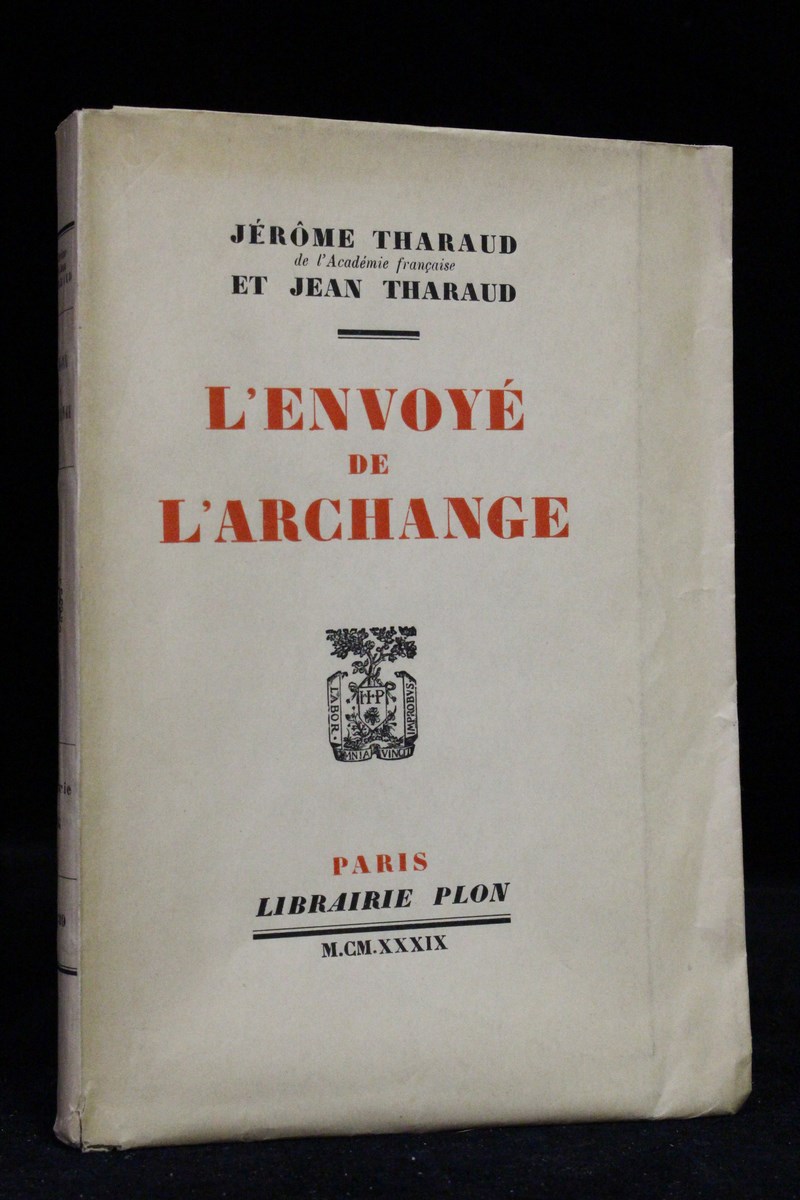 JÉRÔME THARAUD
de l'Académie française
ET JEAN THARAUD
L'ENVOYÉ
DE
L'ARCHANGE
LABOR · OMNIA VINCIT IMPROBVS
H·P
PARIS
LIBRAIRIE PLON
M.CM.XXXIX